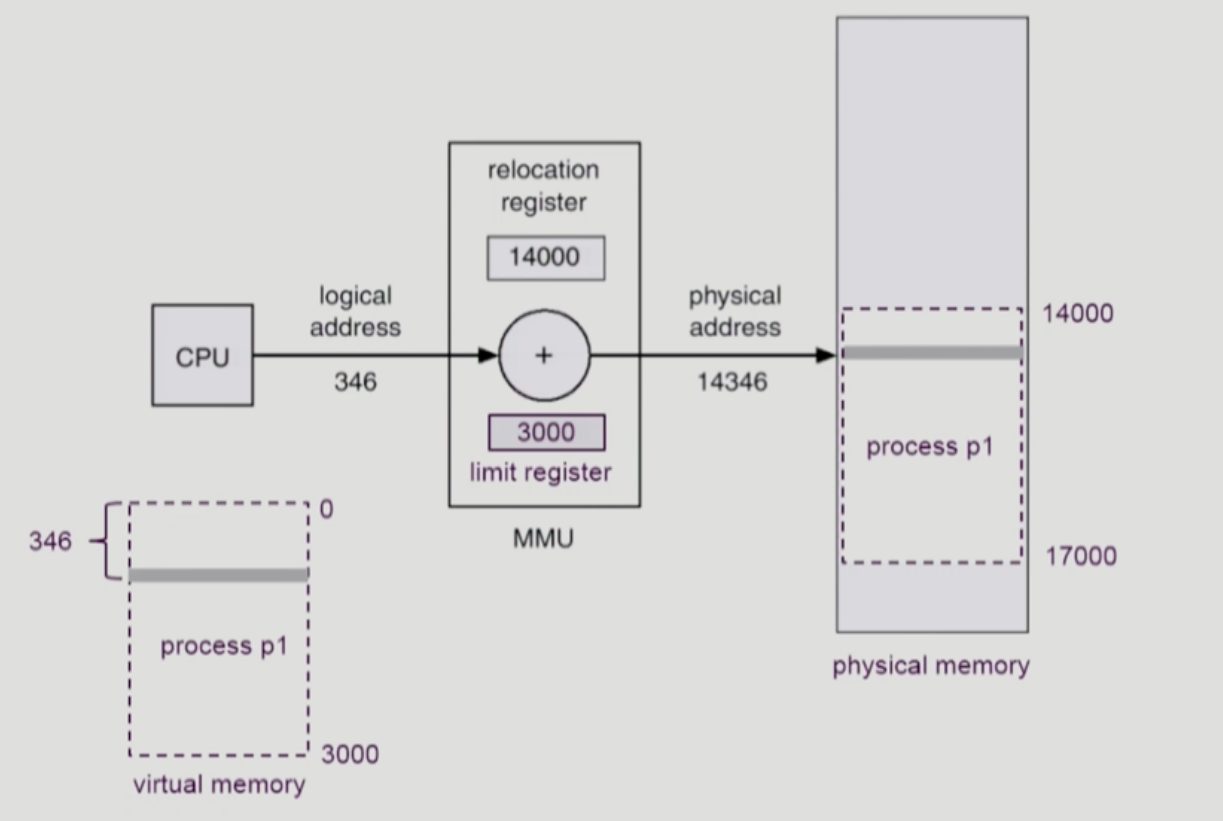 relocation
register
14000
logical
address
physical
address
14000
CPU
+
346
14346
3000
limit register
process p1
MMU
17000
physical memory
0
346
process p1
3000
virtual memory